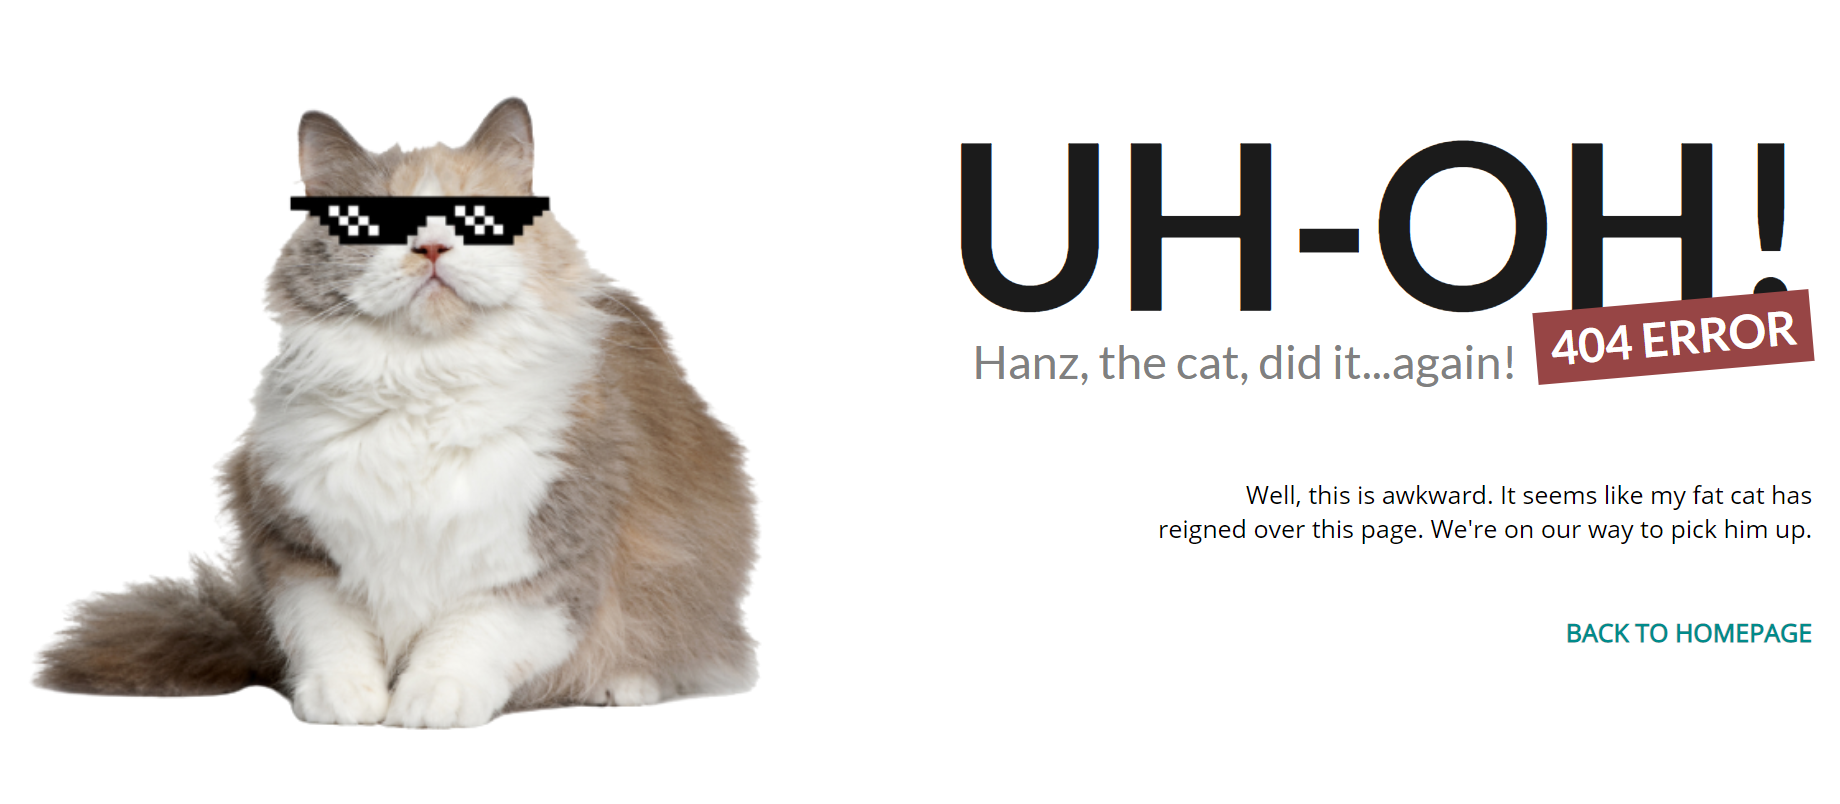 UH-OH!
404 ERROR
Hanz, the cat, did it...again!
Well, this is awkward. It seems like my fat cat has
reigned over this page. We're on our way to pick him up.
BACK TO HOMEPAGE